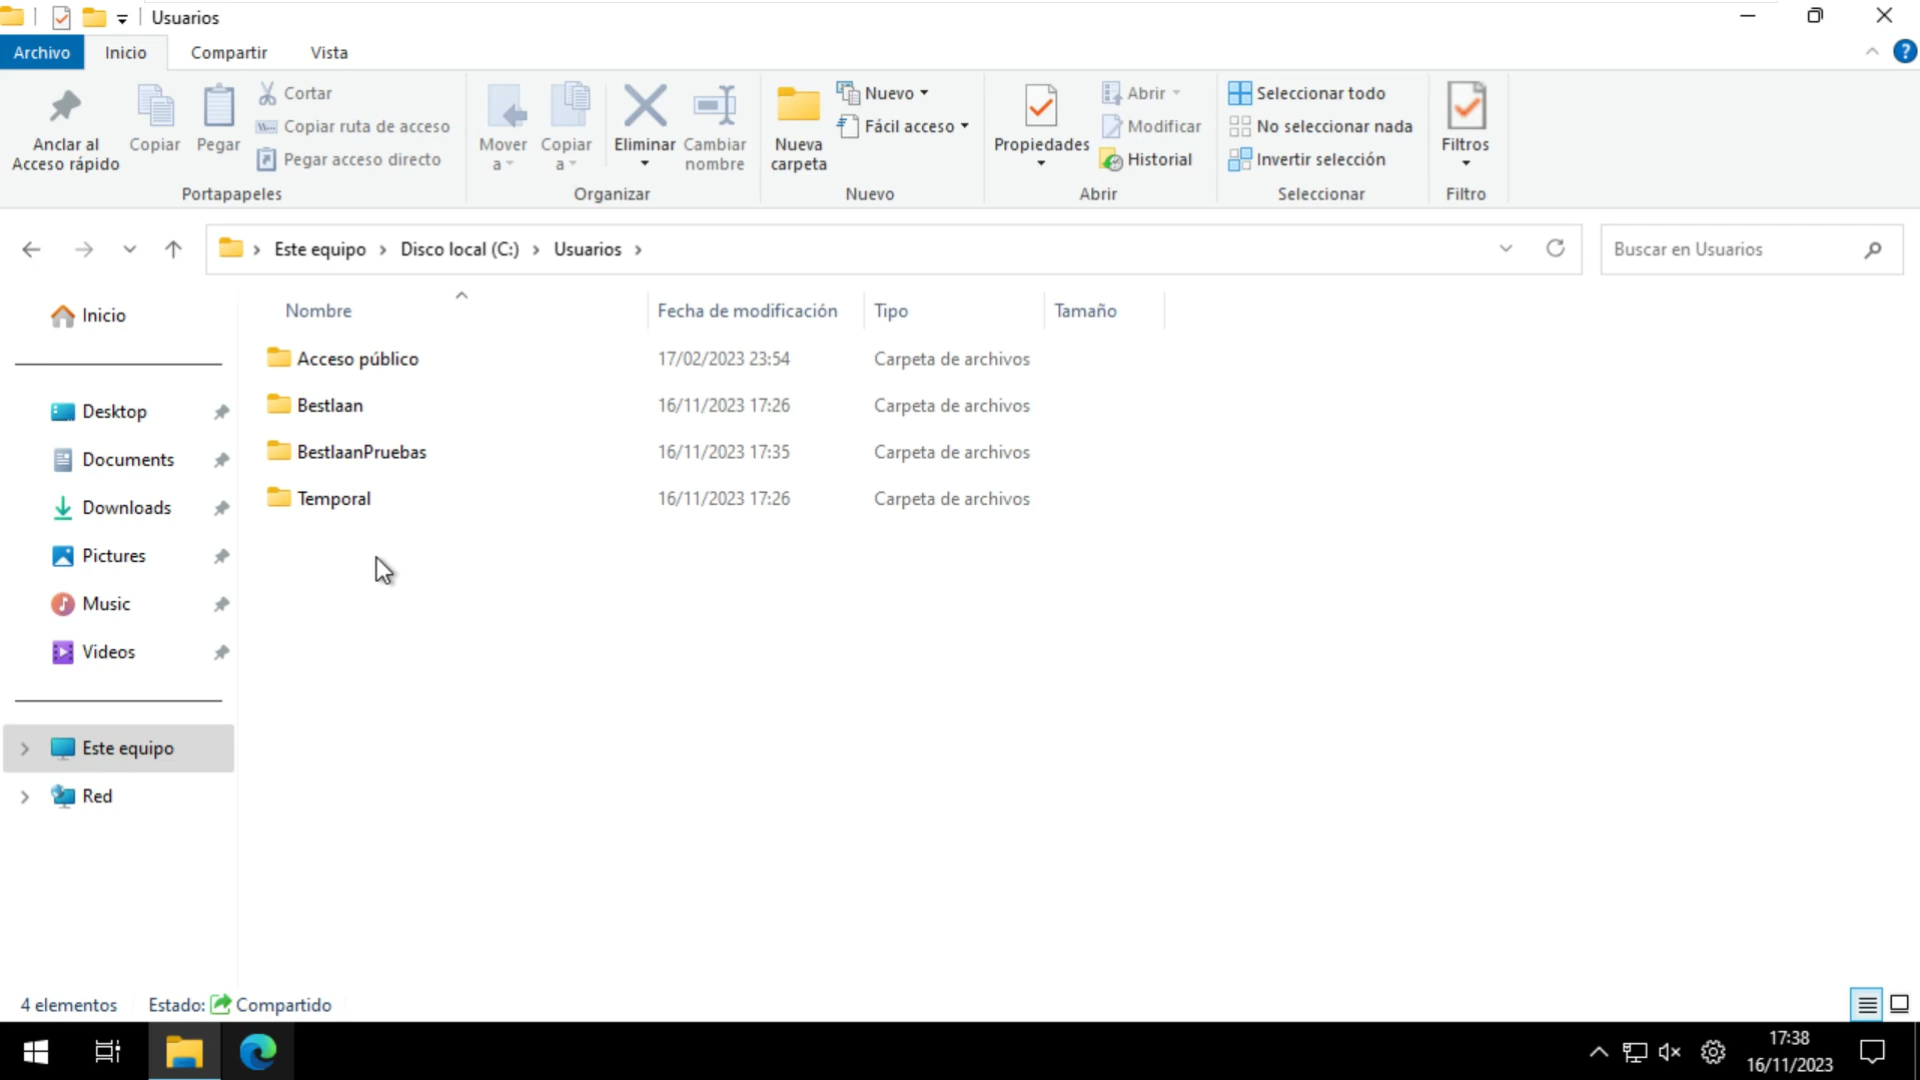 Usuarios
Archivo Inicio Compartir Vista
Anclar al Acceso rápido
Copiar
Pegar
Cortar
Copiar ruta de acceso
Pegar acceso directo
Portapapeles
Mover a
Copiar a
Eliminar
Cambiar nombre
Organizar
Nueva carpeta
Nuevo
Fácil acceso
Nuevo
Propiedades
Abrir
Modificar
Historial
Abrir
Seleccionar todo
No seleccionar nada
Invertir selección
Seleccionar
Filtros
Filtro
Este equipo > Disco local (C:) > Usuarios >
Buscar en Usuarios
Inicio
Desktop
Documents
Downloads
Pictures
Music
Videos
Este equipo
Red
Nombre Fecha de modificación Tipo Tamaño
Acceso público 17/02/2023 23:54 Carpeta de archivos
Bestlaan 16/11/2023 17:26 Carpeta de archivos
BestlaanPruebas 16/11/2023 17:35 Carpeta de archivos
Temporal 16/11/2023 17:26 Carpeta de archivos
4 elementos Estado: Compartido
17:38
16/11/2023